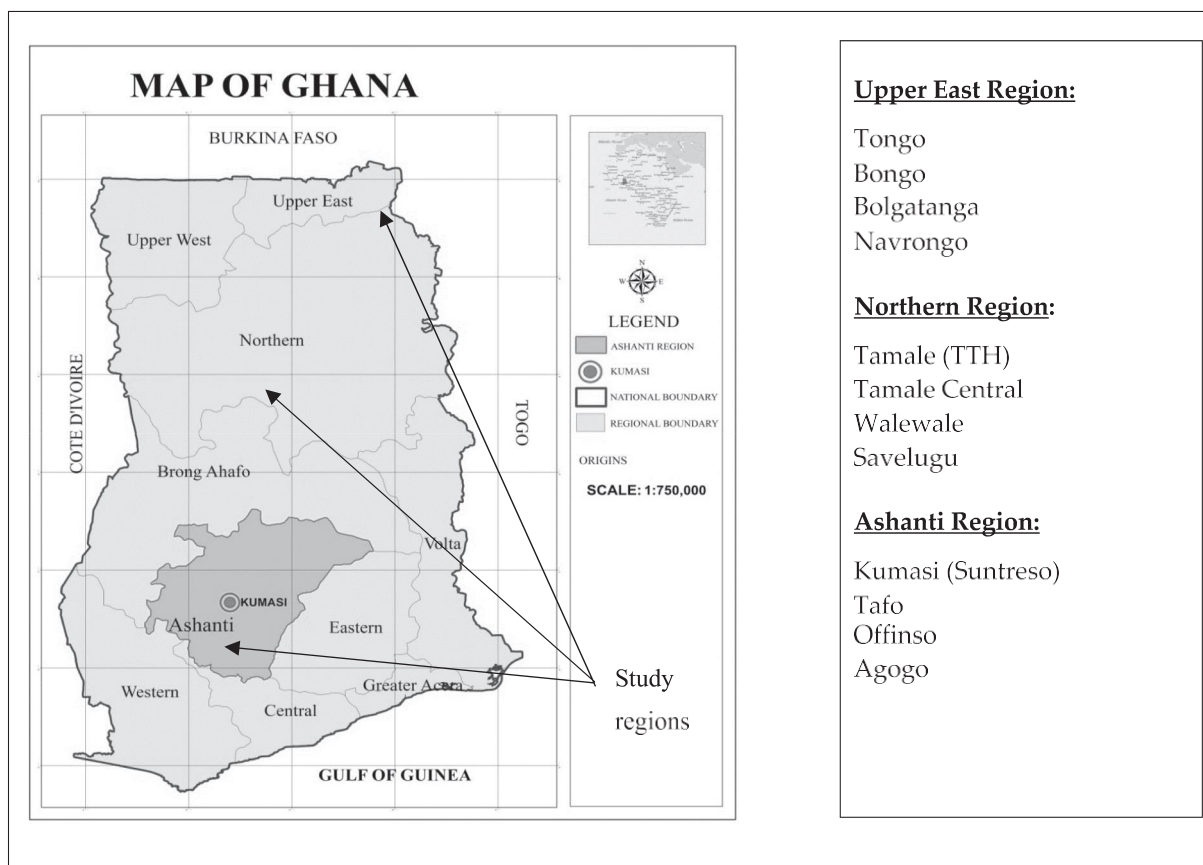 MAP OF GHANA
BURKINA FASO
Upper East
Upper West
Northern
COTE D'IVOIRE
TOGO
Brong Ahafo
Volta
KUMASI
Ashanti
Eastern
Western
Greater Accra
Central
GULF OF GUINEA
N
W E
S
LEGEND
ASHANTI REGION
KUMASI
NATIONAL BOUNDARY
REGIONAL BOUNDARY
ORIGINS
SCALE: 1:750,000
Study
regions
Upper East Region:
Tongo
Bongo
Bolgatanga
Navrongo
Northern Region:
Tamale (TTH)
Tamale Central
Walewale
Savelugu
Ashanti Region:
Kumasi (Suntreso)
Tafo
Offinso
Agogo